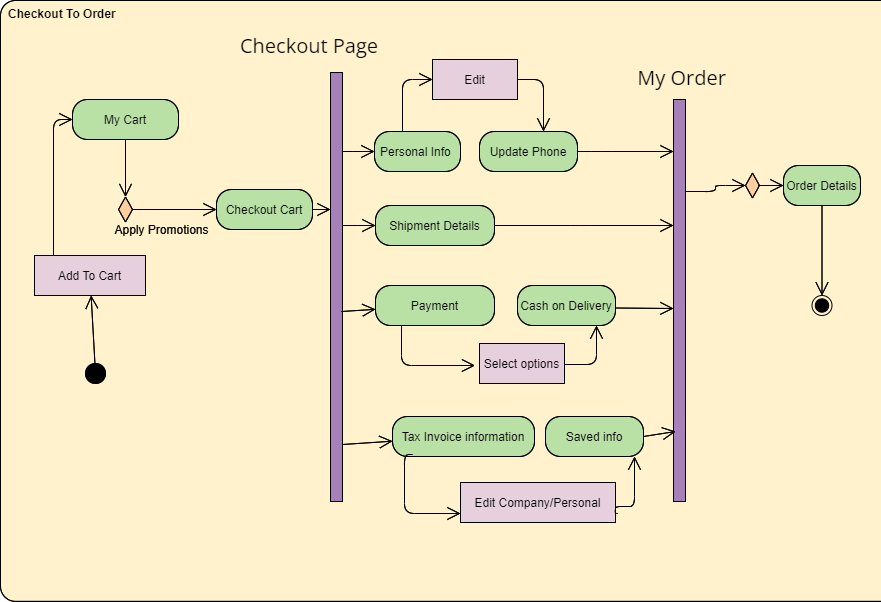 Checkout To Order
Checkout Page
My Order
Edit
My Cart
Personal Info
Update Phone
Order Details
Checkout Cart
Apply Promotions
Shipment Details
Add To Cart
Payment
Cash on Delivery
Select options
Tax Invoice information
Saved info
Edit Company/Personal